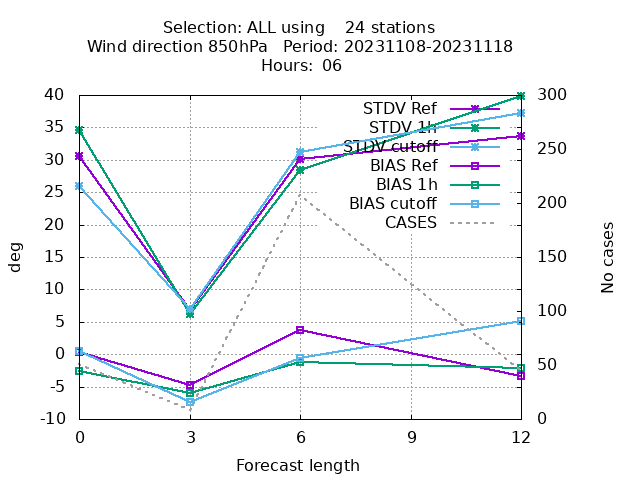 Selection: ALL using    24 stations
Wind direction 850hPa   Period: 20231108-20231118
Hours: 06
40
35
30
25
20
15
10
5
0
-5
-10
deg
300
250
200
150
100
50
0
No cases
STDV Ref
STDV 1h
STDV cutoff
BIAS Ref
BIAS 1h
BIAS cutoff
CASES
0 3 6 9 12
Forecast length